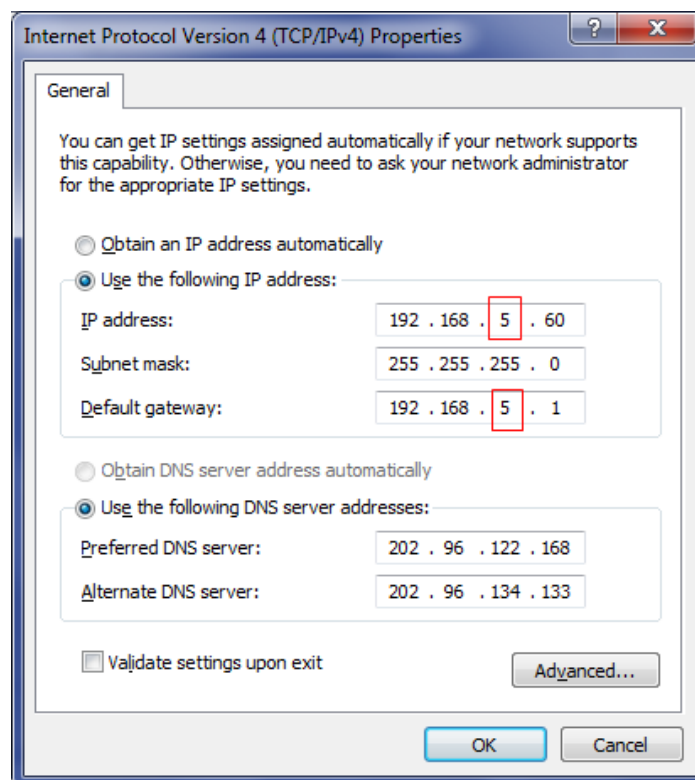 Internet Protocol Version 4 (TCP/IPv4) Properties
?
General
You can get IP settings assigned automatically if your network supports
this capability. Otherwise, you need to ask your network administrator
for the appropriate IP settings.
Obtain an IP address automatically
Use the following IP address:
IP address: 192 . 168 . 5 . 60
Subnet mask: 255 . 255 . 255 . 0
Default gateway: 192 . 168 . 5 . 1
Obtain DNS server address automatically
Use the following DNS server addresses:
Preferred DNS server: 202 . 96 . 122 . 168
Alternate DNS server: 202 . 96 . 134 . 133
Validate settings upon exit
Advanced...
OK Cancel